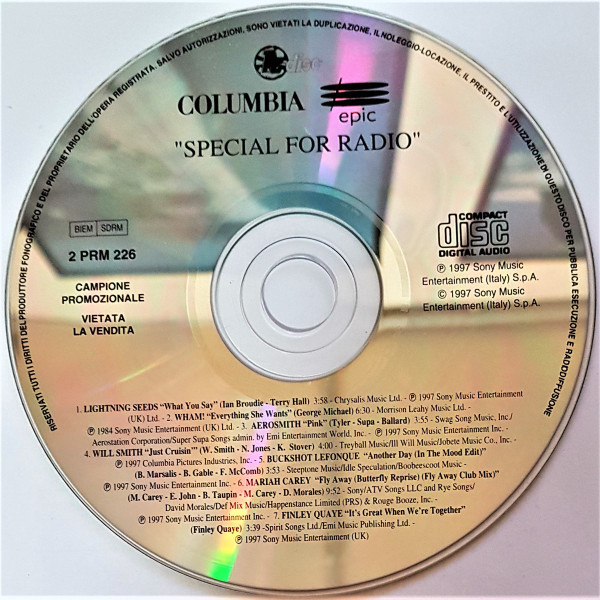 RISERVATI TUTTI I DIRITTI DEL PRODUTTORE FONOGRAFICO E DEL PROPRIETARIO DELL'OPERA REGISTRATA. SALVO AUTORIZZAZIONI, SONO VIETATI LA DUPLICAZIONE, IL NOLEGGIO-LOCAZIONE, IL PRESTITO E L'UTILIZZAZIONE DI QUESTO DISCO PER PUBBLICA ESECUZIONE E RADIODIFFUSIONE
disc
COLUMBIA
epic
"SPECIAL FOR RADIO"
BIEM SDRM
2 PRM 226
CAMPIONE
PROMOZIONALE
VIETATA
LA VENDITA
COMPACT
disc
DIGITAL AUDIO
℗ 1997 Sony Music
Entertainment (Italy) S.p.A.
© 1997 Sony Music
Entertainment (Italy) S.p.A.
1. LIGHTNING SEEDS "What You Say" (Ian Broudie - Terry Hall) 3:58 - Chrysalis Music Ltd. - ℗ 1997 Sony Music Entertainment
(UK) Ltd. - 2. WHAM! "Everything She Wants" (George Michael) 6:30 - Morrison Leahy Music Ltd. -
℗ 1984 Sony Music Entertainment (UK) Ltd - 3. AEROSMITH "Pink" (Tyler - Supa - Ballard) 3:55 - Swag Song Music, Inc./
Aerostation Corporation/Super Supa Songs admin. by Emi Entertainment World, Inc. - ℗ 1997 Sony Music Entertainment Inc. -
4. WILL SMITH "Just Cruisin'" (W. Smith - N. Jones - K. Stover) 4:00 - Treyball Music/Ill Will Music/Jobete Music Co., Inc. -
℗ 1997 Columbia Pictures Industries, Inc. - 5. BUCKSHOT LEFONQUE "Another Day (In The Mood Edit)"
(B. Marsalis - B. Gable - F. McComb) 3:53 - Steeptone Music/Idle Speculation/Boobeescoot Music -
℗ 1997 Sony Music Entertainment Inc. - 6. MARIAH CAREY "Fly Away (Butterfly Reprise) (Fly Away Club Mix)"
(M. Carey - E. John - B. Taupin - M. Carey - D. Morales) 9:52 - Sony/ATV Songs LLC and Rye Songs/
David Morales/Def Mix Music/Happenstance Limited (PRS) & Rouge Booze, Inc. -
℗ 1997 Sony Music Entertainment Inc. - 7. FINLEY QUAYE "It's Great When We're Together"
(Finley Quaye) 3:39 -Spirit Songs Ltd./Emi Music Publishing Ltd. -
℗ 1997 Sony Music Entertainment (UK)